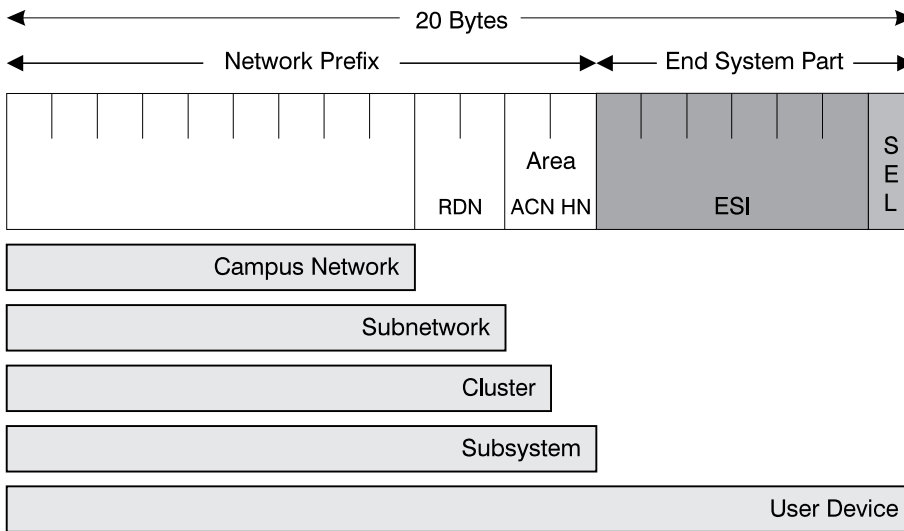 20 Bytes
Network Prefix End System Part
Area
RDN ACN HN ESI SEL
Campus Network
Subnetwork
Cluster
Subsystem
User Device